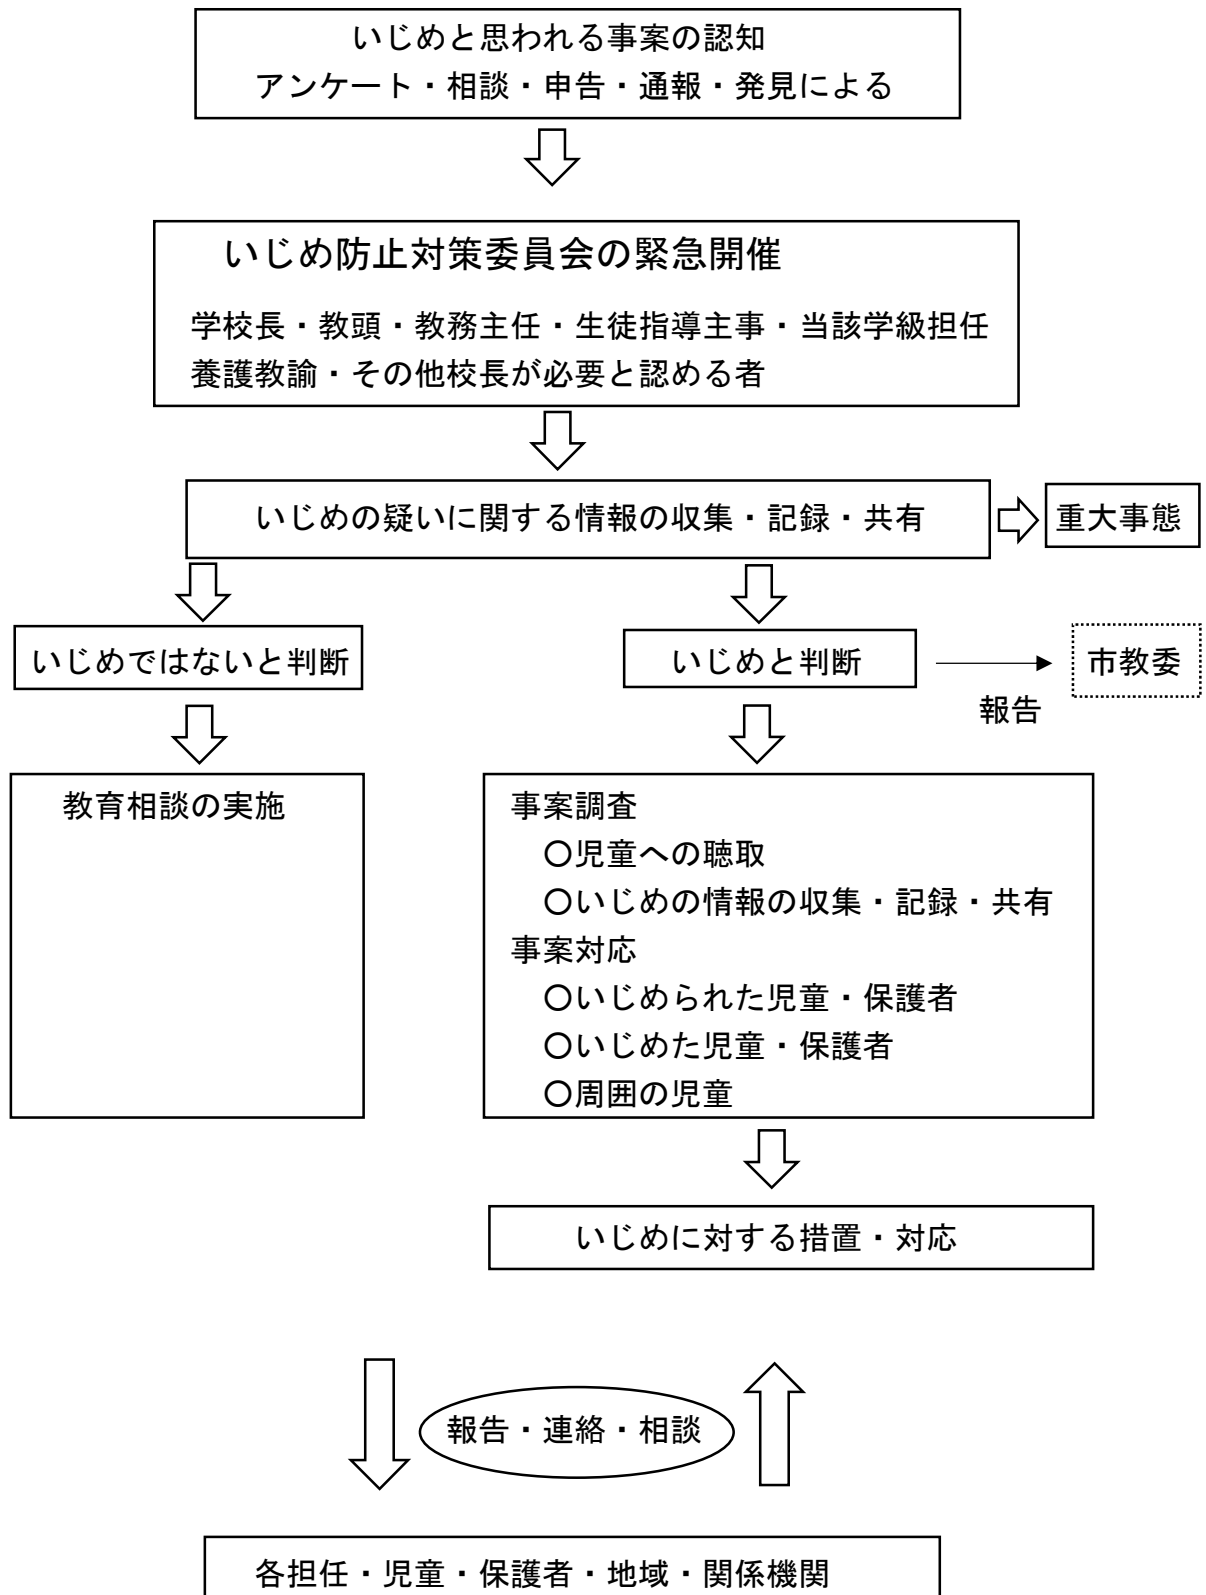 いじめと思われる事案の認知
アンケート・相談・申告・通報・発見による
いじめ防止対策委員会の緊急開催
学校長・教頭・教務主任・生徒指導主事・当該学級担任
養護教諭・その他校長が必要と認める者
いじめの疑いに関する情報の収集・記録・共有
重大事態
いじめではないと判断
いじめと判断
市教委
報告
教育相談の実施
事案調査
○児童への聴取
○いじめの情報の収集・記録・共有
事案対応
○いじめられた児童・保護者
○いじめた児童・保護者
○周囲の児童
いじめに対する措置・対応
報告・連絡・相談
各担任・児童・保護者・地域・関係機関